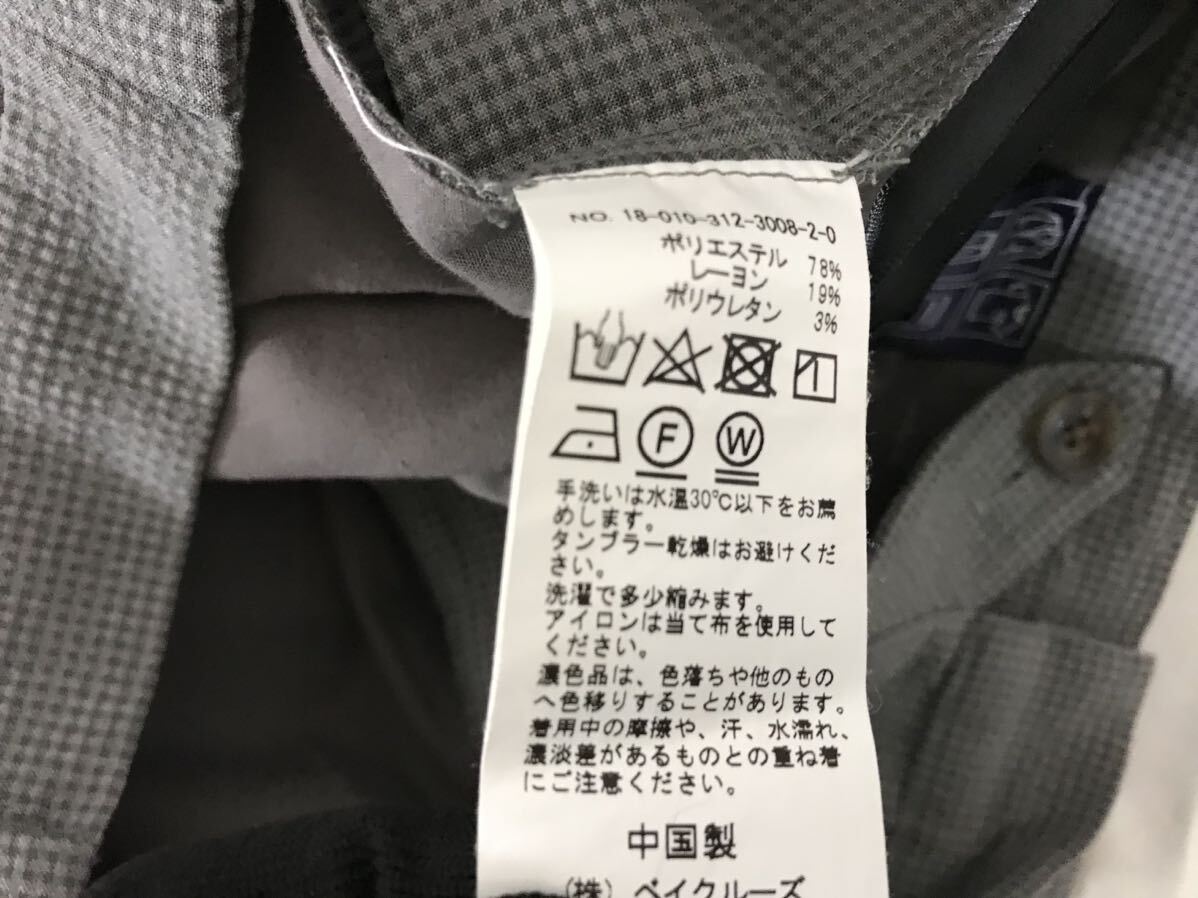 NO. 18-010-312-3008-2-0
ポリエステル 78%
レーヨン 19%
ポリウレタン 3%
F W
手洗いは水温30℃以下をお薦
めします。
タンブラー乾燥はお避けくだ
さい。
洗濯で多少縮みます。
アイロンは当て布を使用して
ください。
濃色品は、色落ちや他のもの
へ色移りすることがあります。
着用中の摩擦や、汗、水濡れ、
濃淡差があるものとの重ね着
にご注意ください。
中国製
(株) ベイクルーズ